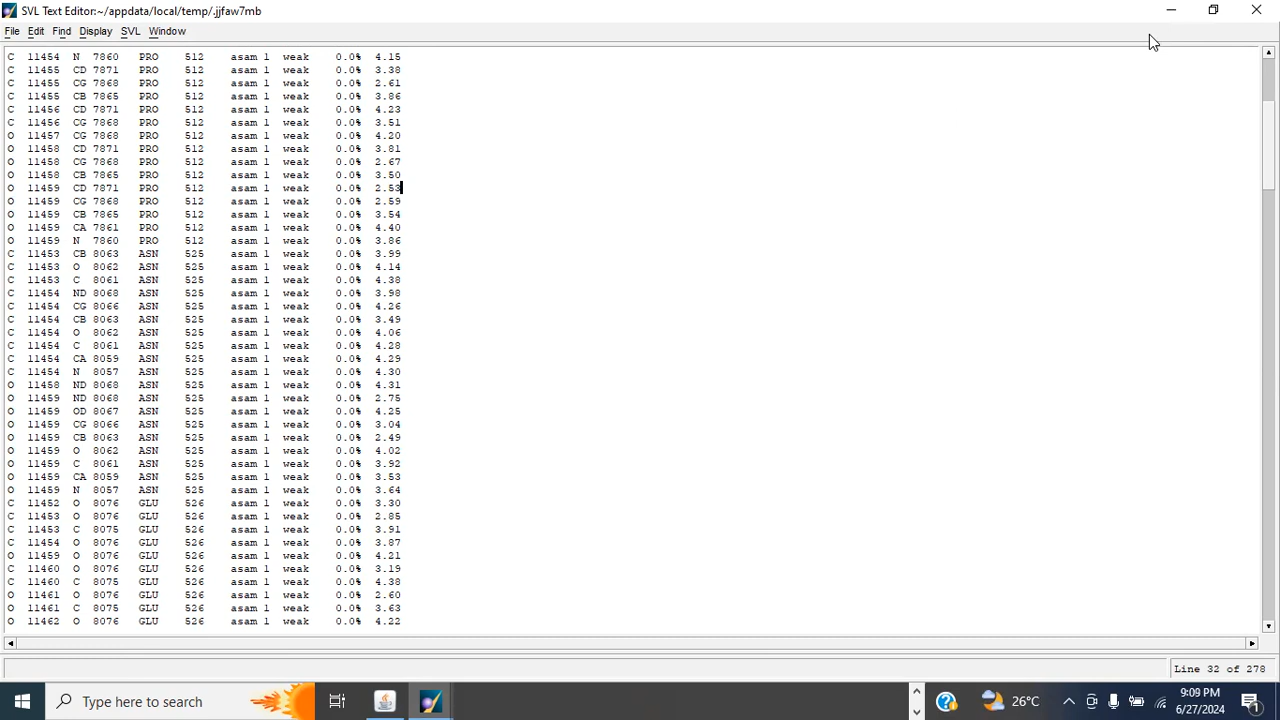 SVL Text Editor:~/appdata/local/temp/.jjfaw7mb
File Edit Find Display SVL Window
C 11454 N 7860 PRO 512 asam 1 weak 0.0% 4.15
C 11455 CD 7871 PRO 512 asam 1 weak 0.0% 3.38
C 11455 CG 7868 PRO 512 asam 1 weak 0.0% 2.61
C 11455 CB 7865 PRO 512 asam 1 weak 0.0% 3.86
C 11456 CD 7871 PRO 512 asam 1 weak 0.0% 4.23
C 11456 CG 7868 PRO 512 asam 1 weak 0.0% 3.51
O 11457 CG 7868 PRO 512 asam 1 weak 0.0% 4.20
O 11458 CD 7871 PRO 512 asam 1 weak 0.0% 3.81
O 11458 CG 7868 PRO 512 asam 1 weak 0.0% 2.67
O 11458 CB 7865 PRO 512 asam 1 weak 0.0% 3.50
O 11459 CD 7871 PRO 512 asam 1 weak 0.0% 2.53
O 11459 CG 7868 PRO 512 asam 1 weak 0.0% 2.59
O 11459 CB 7865 PRO 512 asam 1 weak 0.0% 3.54
O 11459 CA 7861 PRO 512 asam 1 weak 0.0% 4.40
O 11459 N 7860 PRO 512 asam 1 weak 0.0% 3.86
C 11453 CB 8063 ASN 525 asam 1 weak 0.0% 3.99
C 11453 O 8062 ASN 525 asam 1 weak 0.0% 4.14
C 11453 C 8061 ASN 525 asam 1 weak 0.0% 4.38
C 11454 ND 8068 ASN 525 asam 1 weak 0.0% 3.98
C 11454 CG 8066 ASN 525 asam 1 weak 0.0% 4.26
C 11454 CB 8063 ASN 525 asam 1 weak 0.0% 3.49
C 11454 O 8062 ASN 525 asam 1 weak 0.0% 4.06
C 11454 C 8061 ASN 525 asam 1 weak 0.0% 4.28
C 11454 CA 8059 ASN 525 asam 1 weak 0.0% 4.29
C 11454 N 8057 ASN 525 asam 1 weak 0.0% 4.30
O 11458 ND 8068 ASN 525 asam 1 weak 0.0% 4.31
O 11459 ND 8068 ASN 525 asam 1 weak 0.0% 2.75
O 11459 OD 8067 ASN 525 asam 1 weak 0.0% 4.25
O 11459 CG 8066 ASN 525 asam 1 weak 0.0% 3.04
O 11459 CB 8063 ASN 525 asam 1 weak 0.0% 2.49
O 11459 O 8062 ASN 525 asam 1 weak 0.0% 4.02
O 11459 C 8061 ASN 525 asam 1 weak 0.0% 3.92
O 11459 CA 8059 ASN 525 asam 1 weak 0.0% 3.53
O 11459 N 8057 ASN 525 asam 1 weak 0.0% 3.64
C 11452 O 8076 GLU 526 asam 1 weak 0.0% 3.30
C 11453 O 8076 GLU 526 asam 1 weak 0.0% 2.85
C 11453 C 8075 GLU 526 asam 1 weak 0.0% 3.91
C 11454 O 8076 GLU 526 asam 1 weak 0.0% 3.87
O 11459 O 8076 GLU 526 asam 1 weak 0.0% 4.21
C 11460 O 8076 GLU 526 asam 1 weak 0.0% 3.19
C 11460 C 8075 GLU 526 asam 1 weak 0.0% 4.38
O 11461 O 8076 GLU 526 asam 1 weak 0.0% 2.60
O 11461 C 8075 GLU 526 asam 1 weak 0.0% 3.63
O 11462 O 8076 GLU 526 asam 1 weak 0.0% 4.22
Line 32 of 278
Type here to search
26°C
9:09 PM
6/27/2024
1